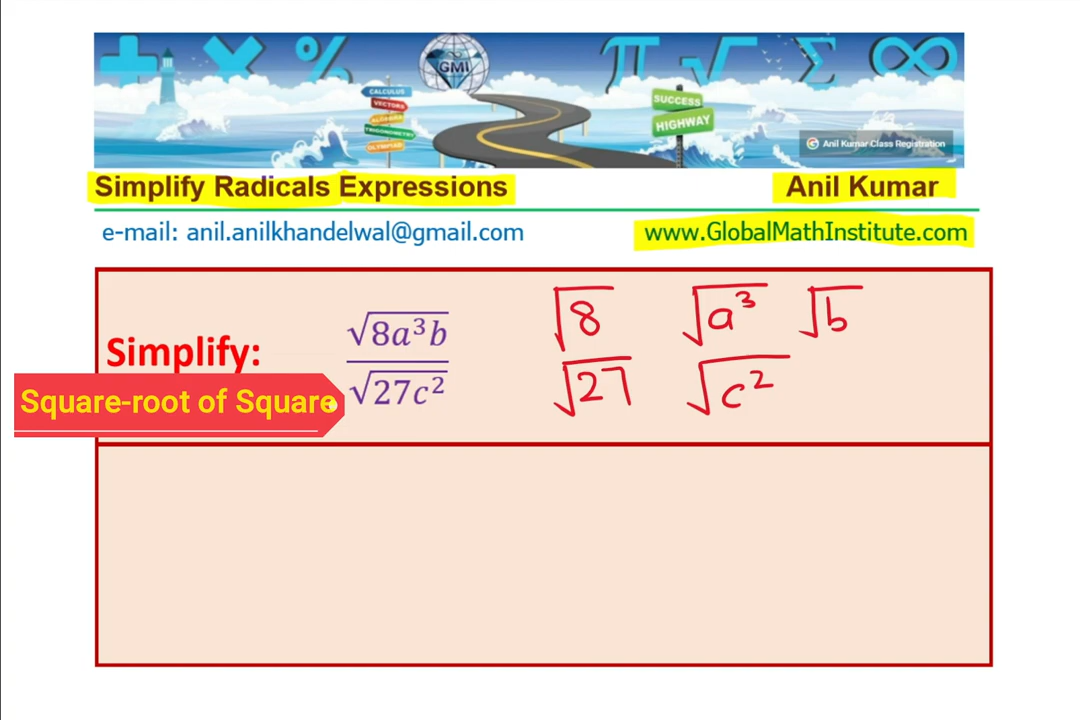 GMI
CALCULUS
VECTORS
ALGEBRA
TRIGONOMETRY
OLYMPIAD
SUCCESS
HIGHWAY
Anil Kumar Class Registration
Simplify Radicals Expressions Anil Kumar
e-mail: anil.anilkhandelwal@gmail.com www.GlobalMathInstitute.com
Simplify: √8a³b / √27c²
√8 √a³ √b
√27 √c²
Square-root of Square